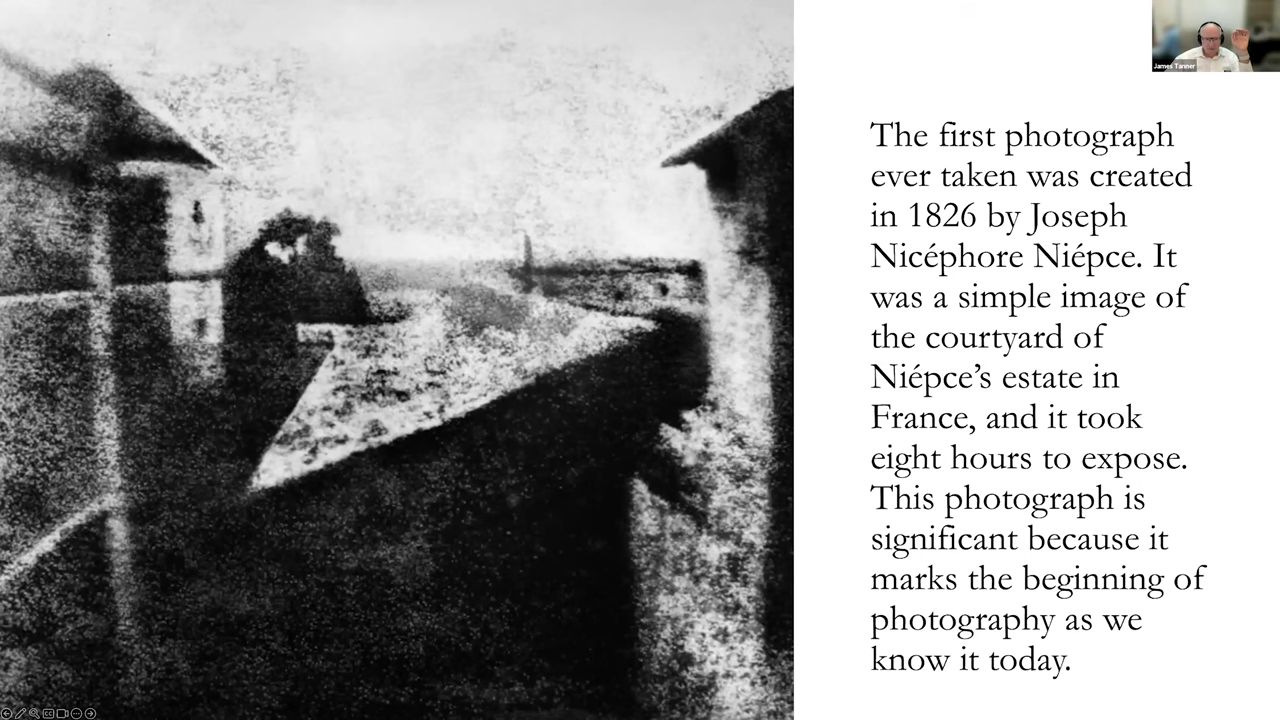 James Tanner
The first photograph
ever taken was created
in 1826 by Joseph
Nicéphore Niépce. It
was a simple image of
the courtyard of
Niépce’s estate in
France, and it took
eight hours to expose.
This photograph is
significant because it
marks the beginning of
photography as we
know it today.